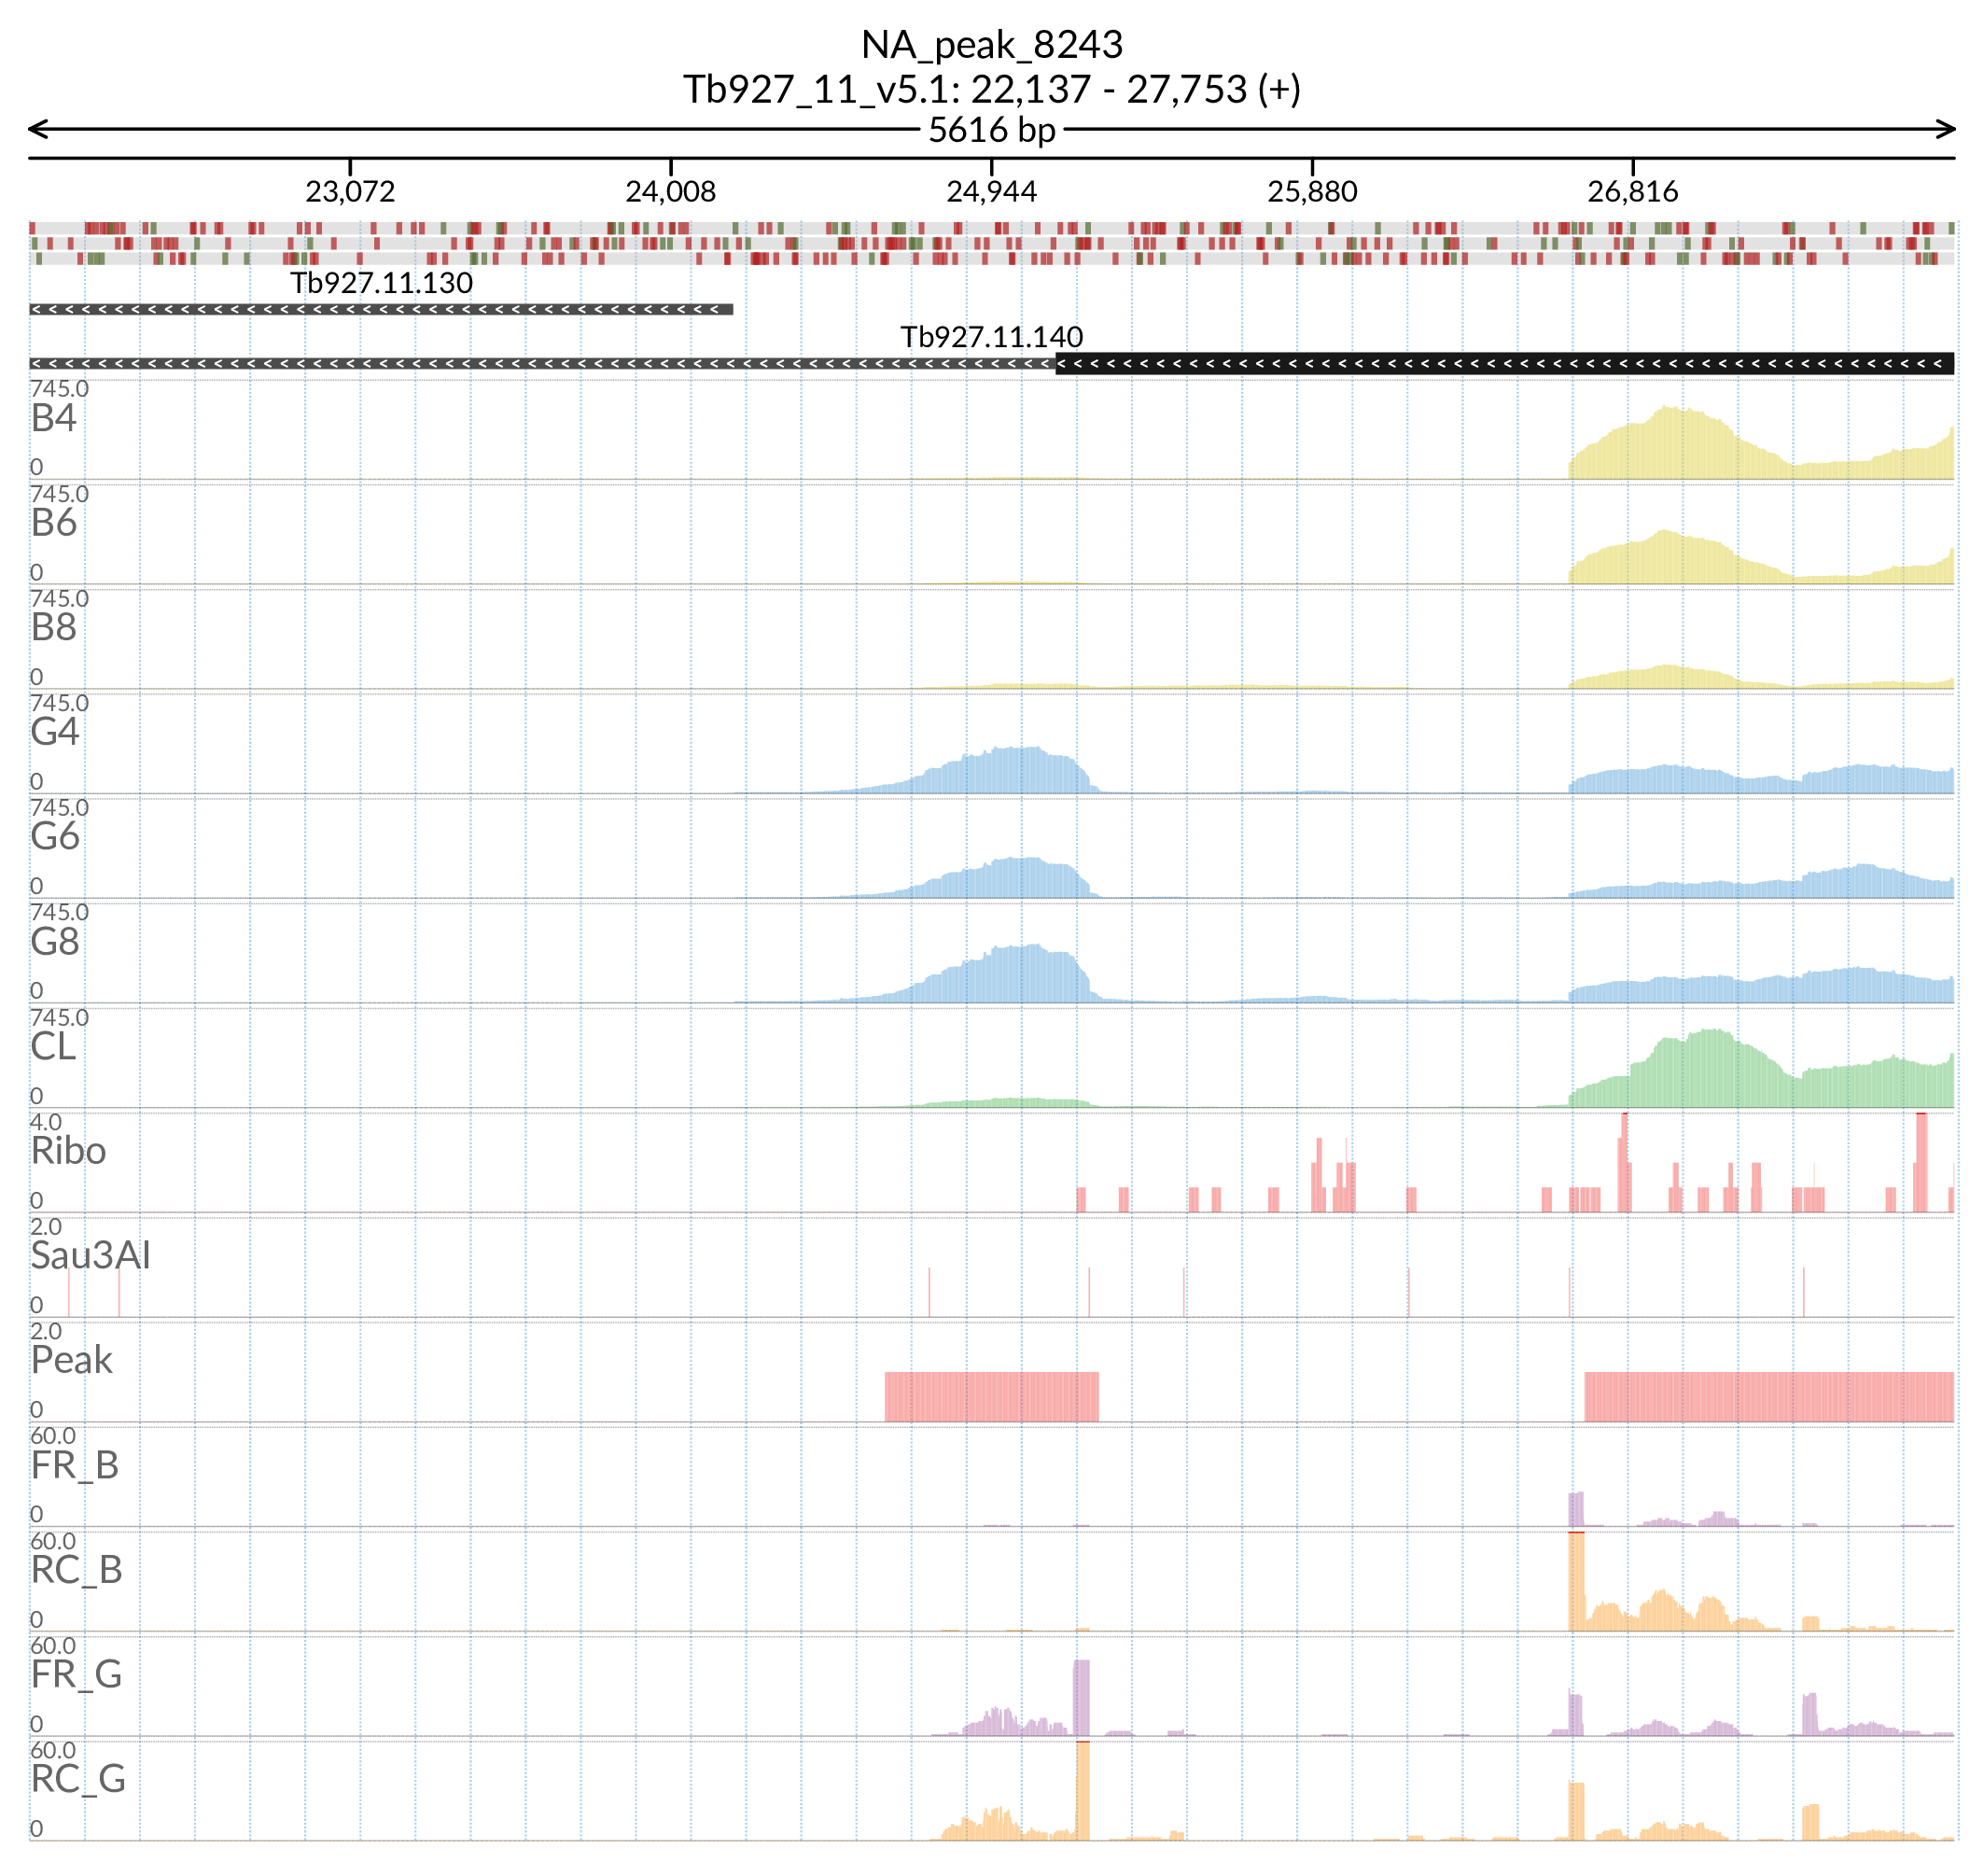 NA_peak_8243
Tb927_11_v5.1: 22,137 - 27,753 (+)
5616 bp
23,072 24,008 24,944 25,880 26,816
Tb927.11.130
Tb927.11.140
745.0
B4
0
745.0
B6
0
745.0
B8
0
745.0
G4
0
745.0
G6
0
745.0
G8
0
745.0
CL
0
4.0
Ribo
0
2.0
Sau3AI
0
2.0
Peak
0
60.0
FR_B
0
60.0
RC_B
0
60.0
FR_G
0
60.0
RC_G
0